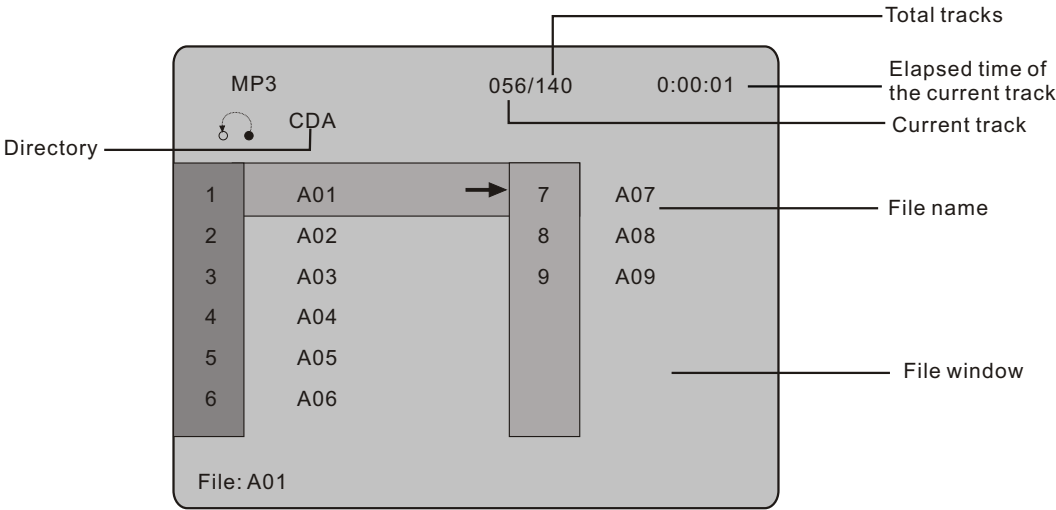 Total tracks
MP3 056/140 0:00:01
Elapsed time of
the current track
CDA
Current track
Directory
1 A01 7 A07
File name
2 A02 8 A08
3 A03 9 A09
4 A04
5 A05
File window
6 A06
File: A01